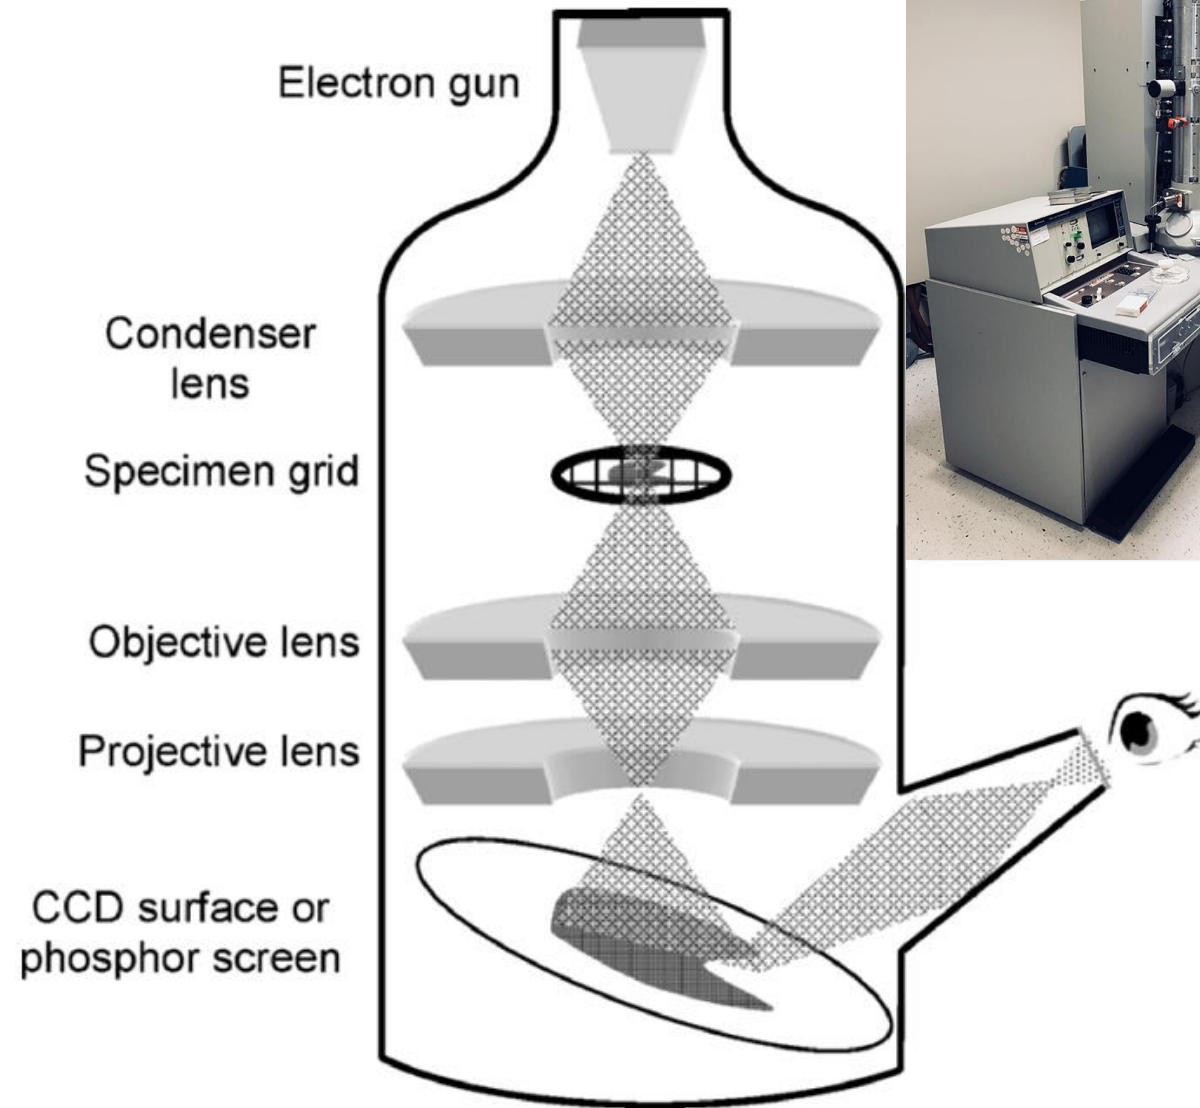 Electron gun
Condenser
lens
Specimen grid
Objective lens
Projective lens
CCD surface or
phosphor screen